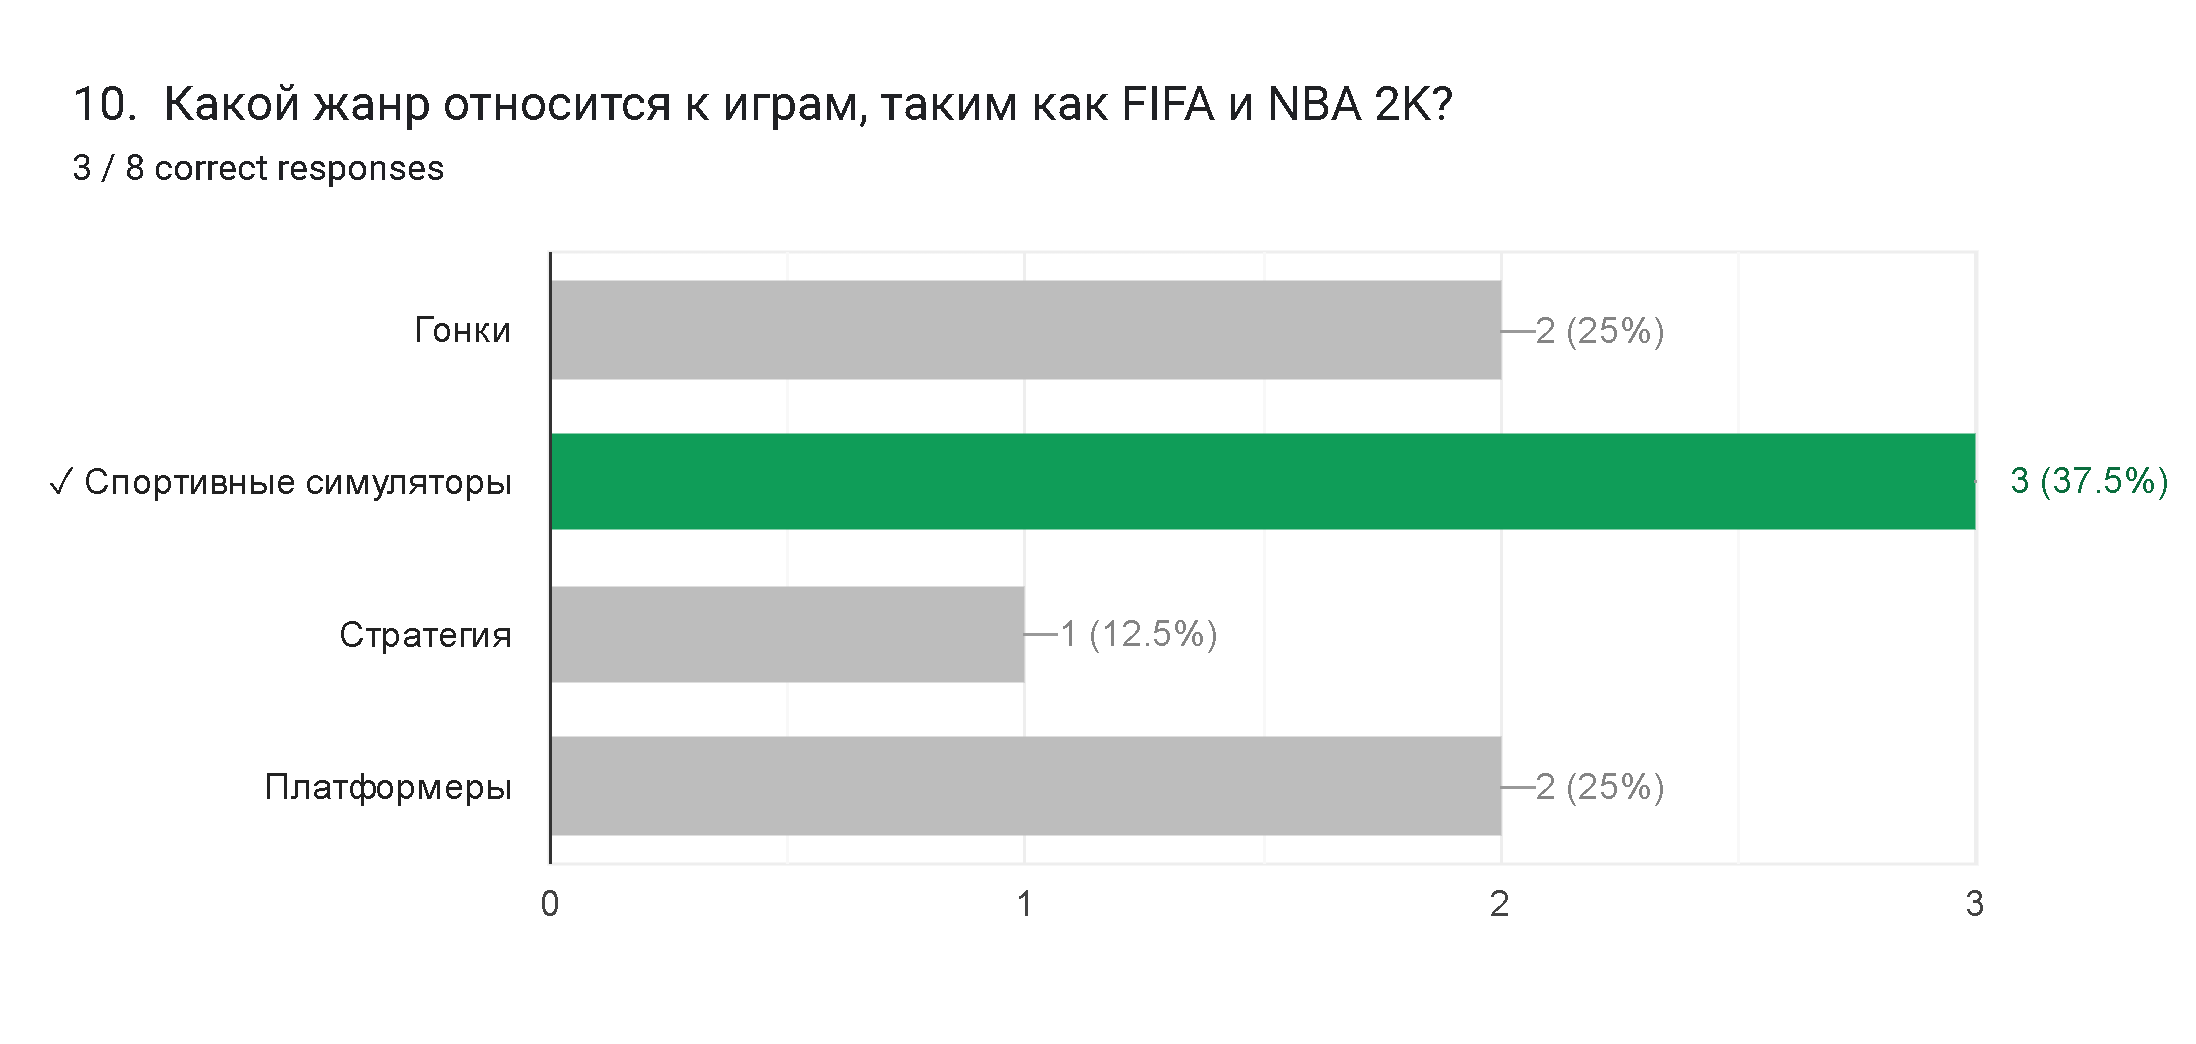 10. Какой жанр относится к играм, таким как FIFA и NBA 2K?
3 / 8 correct responses
Гонки
2 (25%)
✓ Спортивные симуляторы
3 (37.5%)
Стратегия
1 (12.5%)
Платформеры
2 (25%)
0 1 2 3